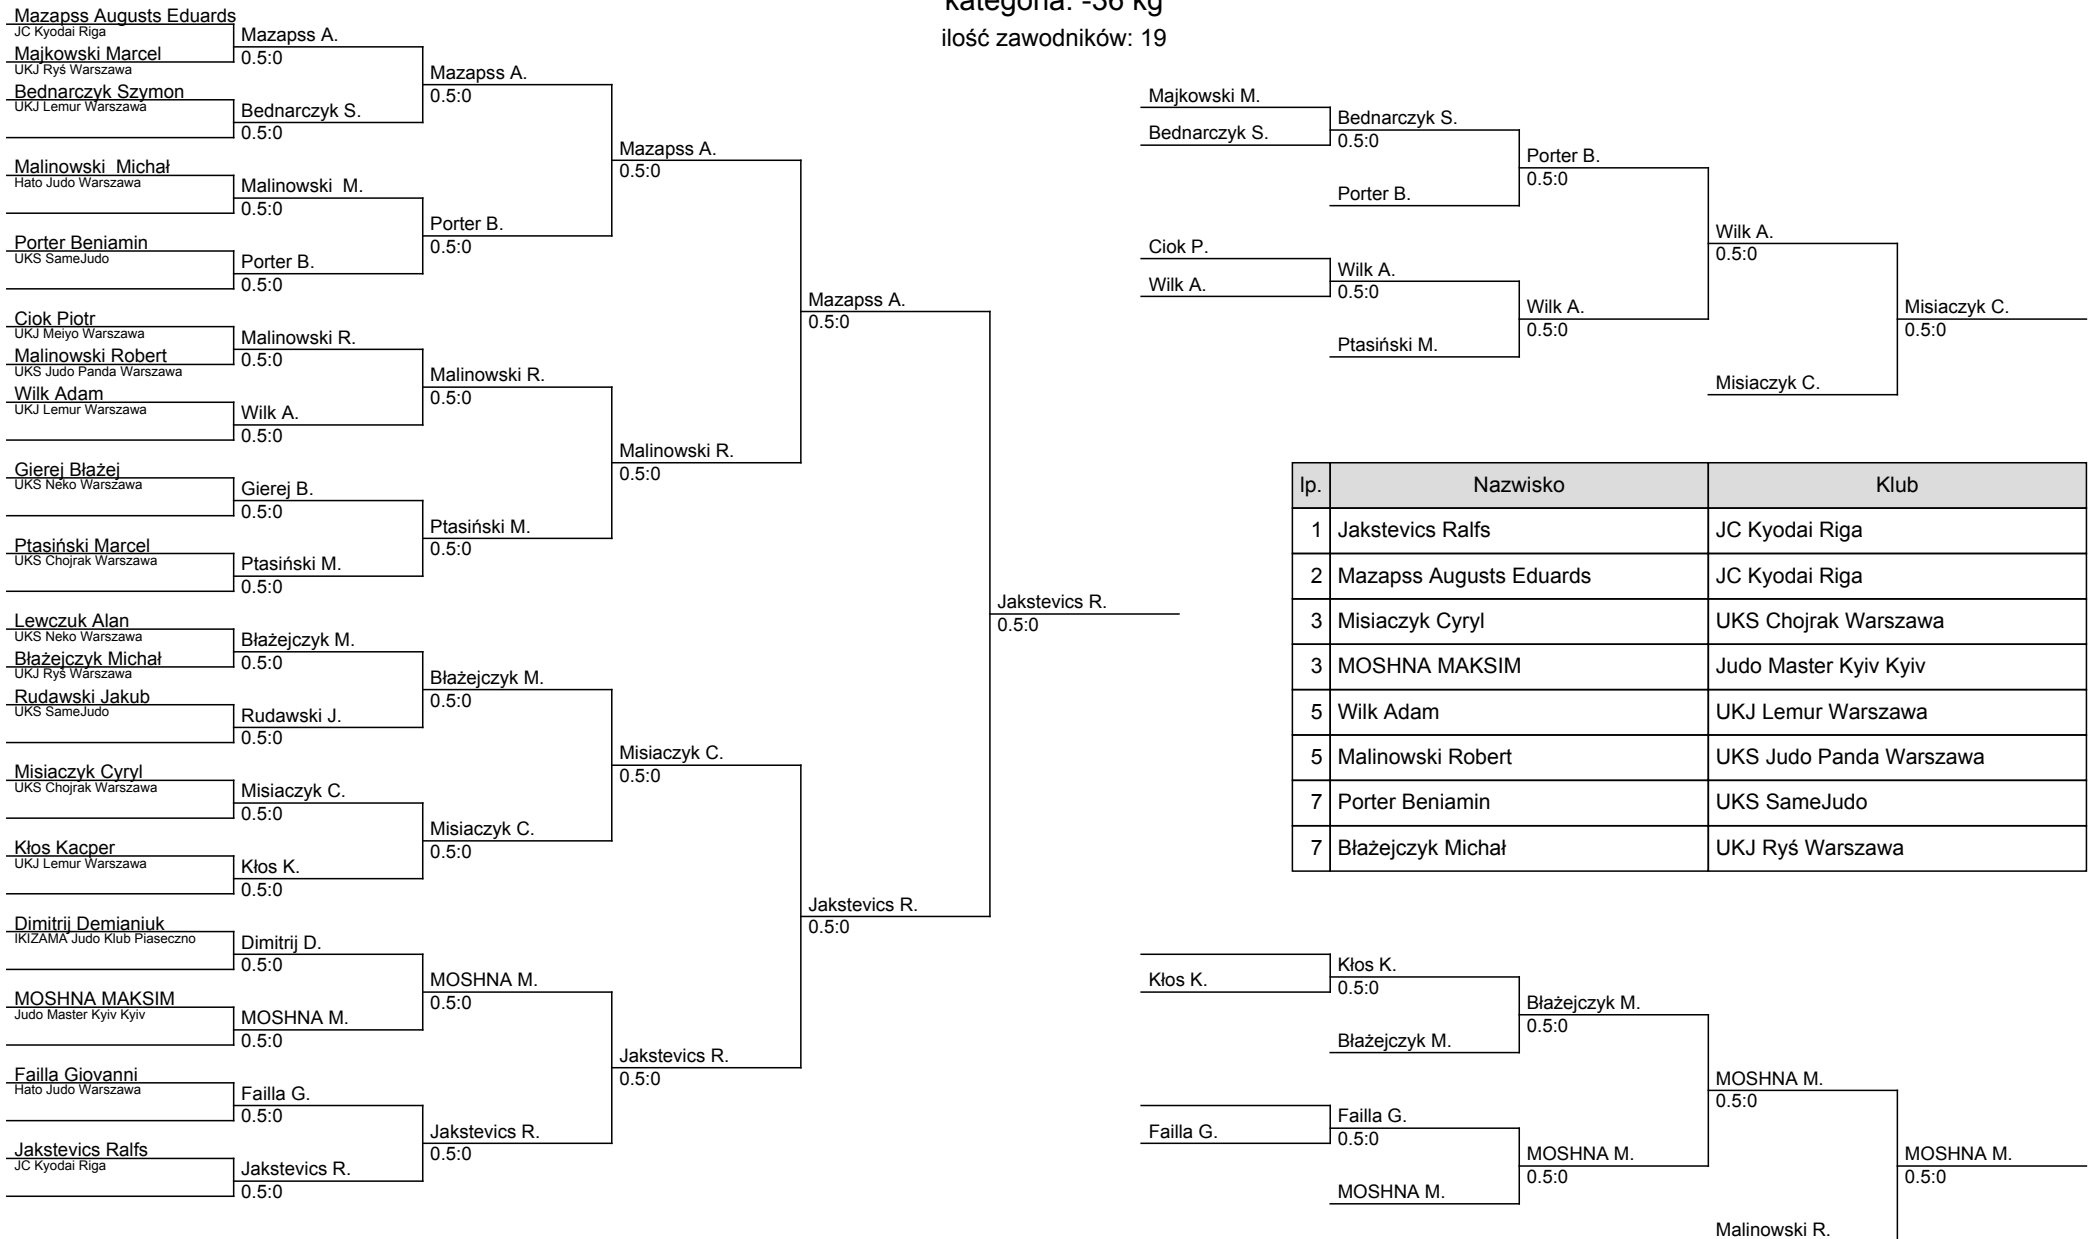 kategoria: -36 kg
ilość zawodników: 19
Mazapss Augusts Eduards
JC Kyodai Riga
Majkowski Marcel
UKJ Ryś Warszawa
Bednarczyk Szymon
UKJ Lemur Warszawa
Malinowski  Michał
Hato Judo Warszawa
Porter Beniamin
UKS SameJudo
Ciok Piotr
UKJ Meiyo Warszawa
Malinowski Robert
UKS Judo Panda Warszawa
Wilk Adam
UKJ Lemur Warszawa
Gierej Błażej
UKS Neko Warszawa
Ptasiński Marcel
UKS Chojrak Warszawa
Lewczuk Alan
UKS Neko Warszawa
Błażejczyk Michał
UKJ Ryś Warszawa
Rudawski Jakub
UKS SameJudo
Misiaczyk Cyryl
UKS Chojrak Warszawa
Kłos Kacper
UKJ Lemur Warszawa
Dimitrij Demianiuk
IKIZAMA Judo Klub Piaseczno
MOSHNA MAKSIM
Judo Master Kyiv Kyiv
Failla Giovanni
Hato Judo Warszawa
Jakstevics Ralfs
JC Kyodai Riga
Mazapss A.
0.5:0
Bednarczyk S.
0.5:0
Malinowski  M.
0.5:0
Porter B.
0.5:0
Malinowski R.
0.5:0
Wilk A.
0.5:0
Gierej B.
0.5:0
Ptasiński M.
0.5:0
Błażejczyk M.
0.5:0
Rudawski J.
0.5:0
Misiaczyk C.
0.5:0
Kłos K.
0.5:0
Dimitrij D.
0.5:0
MOSHNA M.
0.5:0
Failla G.
0.5:0
Jakstevics R.
0.5:0
Mazapss A.
0.5:0
Porter B.
0.5:0
Malinowski R.
0.5:0
Ptasiński M.
0.5:0
Błażejczyk M.
0.5:0
Misiaczyk C.
0.5:0
MOSHNA M.
0.5:0
Jakstevics R.
0.5:0
Mazapss A.
0.5:0
Malinowski R.
0.5:0
Misiaczyk C.
0.5:0
Jakstevics R.
0.5:0
Mazapss A.
0.5:0
Jakstevics R.
0.5:0
Jakstevics R.
0.5:0
Majkowski M.
Bednarczyk S.
Ciok P.
Wilk A.
Bednarczyk S.
0.5:0
Porter B.
Wilk A.
0.5:0
Ptasiński M.
Porter B.
0.5:0
Wilk A.
0.5:0
Wilk A.
0.5:0
Misiaczyk C.
Misiaczyk C.
0.5:0
lp. Nazwisko Klub
1 Jakstevics Ralfs JC Kyodai Riga
2 Mazapss Augusts Eduards JC Kyodai Riga
3 Misiaczyk Cyryl UKS Chojrak Warszawa
3 MOSHNA MAKSIM Judo Master Kyiv Kyiv
5 Wilk Adam UKJ Lemur Warszawa
5 Malinowski Robert UKS Judo Panda Warszawa
7 Porter Beniamin UKS SameJudo
7 Błażejczyk Michał UKJ Ryś Warszawa
Kłos K.
Failla G.
Kłos K.
0.5:0
Błażejczyk M.
Failla G.
0.5:0
MOSHNA M.
Błażejczyk M.
0.5:0
MOSHNA M.
0.5:0
MOSHNA M.
0.5:0
Malinowski R.
MOSHNA M.
0.5:0